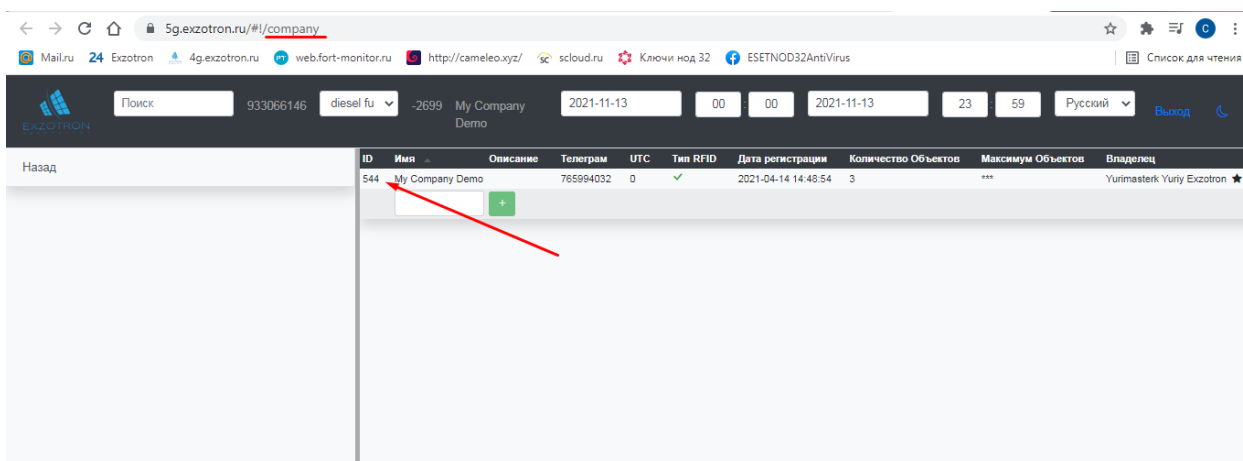 5g.exzotron.ru/#!/company
Mail.ru 24 Exzotron 4g.exzotron.ru web.fort-monitor.ru http://cameleo.xyz/ scloud.ru Ключи нод 32 ESETNOD32AntiVirus Список для чтения
EXZOTRON Поиск 933066146 diesel fu -2699 My Company Demo 2021-11-13 00 : 00 2021-11-13 23 : 59 Русский Выход
Назад
ID Имя Описание Телеграм UTC Тип RFID Дата регистрации Количество Объектов Максимум Объектов Владелец
544 My Company Demo 765994032 0 2021-04-14 14:48:54 3 *** Yurimasterk Yuriy Exzotron
+